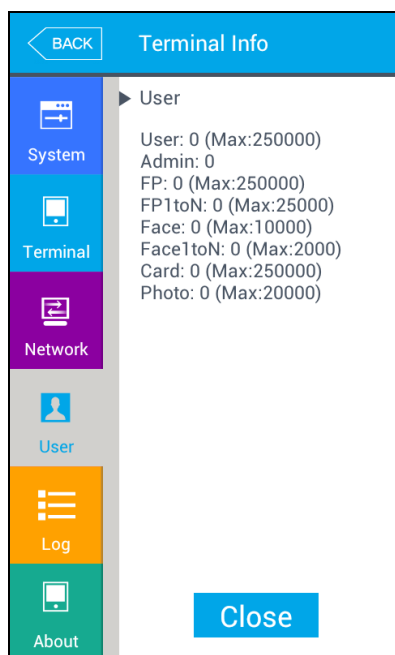 BACK
Terminal Info
System
Terminal
Network
User
Log
About
User
User: 0 (Max:250000)
Admin: 0
FP: 0 (Max:250000)
FP1toN: 0 (Max:25000)
Face: 0 (Max:10000)
Face1toN: 0 (Max:2000)
Card: 0 (Max:250000)
Photo: 0 (Max:20000)
Close